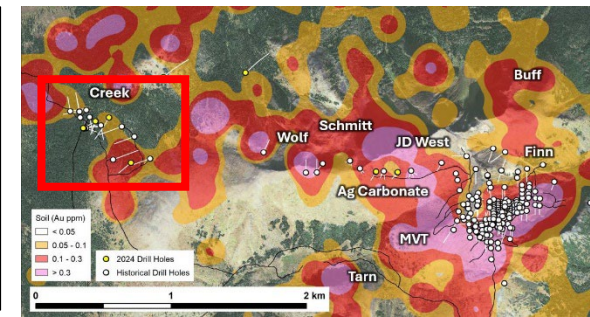 Creek
Buff
Schmitt
Wolf
JD West
Finn
Ag Carbonate
MVT
Tarn
Soil (Au ppm)
< 0.05
0.05 - 0.1
0.1 - 0.3
> 0.3
2024 Drill Holes
Historical Drill Holes
0 1 2 km